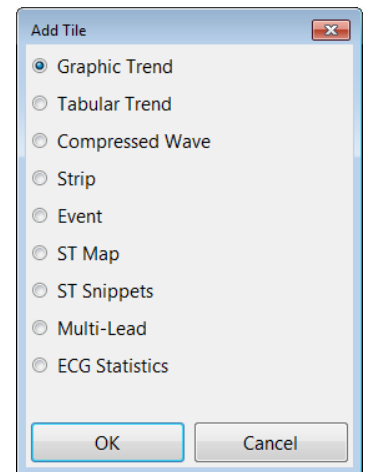 Add Tile
Graphic Trend
Tabular Trend
Compressed Wave
Strip
Event
ST Map
ST Snippets
Multi-Lead
ECG Statistics
OK Cancel